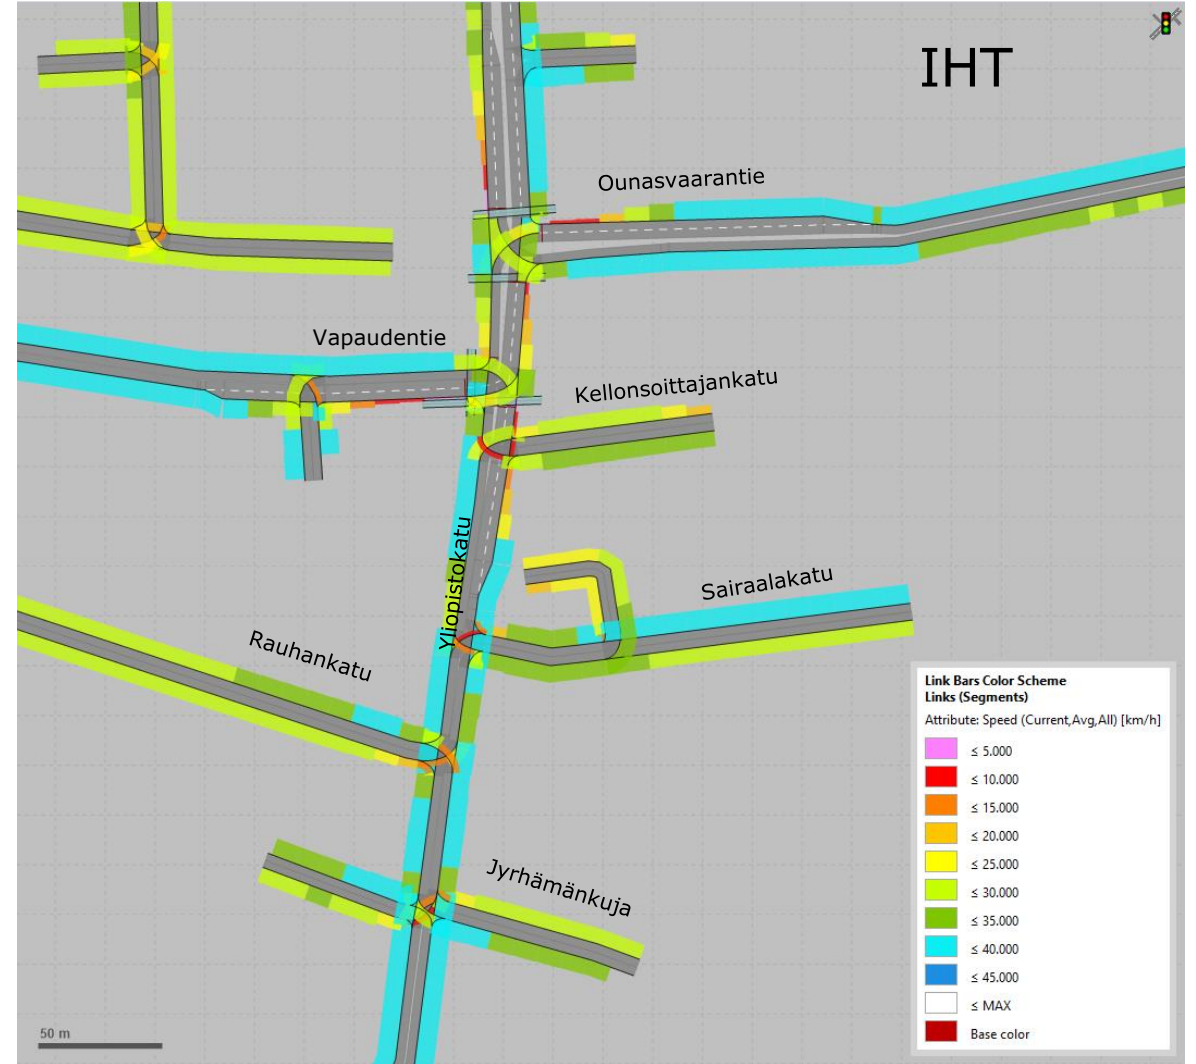 IHT
Ounasvaarantie
Vapaudentie
Kellonsoittajankatu
Yliopistokatu
Sairaalakatu
Rauhankatu
Jyrhämänkuja
Link Bars Color Scheme
Links (Segments)
Attribute: Speed (Current,Avg,All) [km/h]
≤ 5.000
≤ 10.000
≤ 15.000
≤ 20.000
≤ 25.000
≤ 30.000
≤ 35.000
≤ 40.000
≤ 45.000
≤ MAX
Base color
50 m